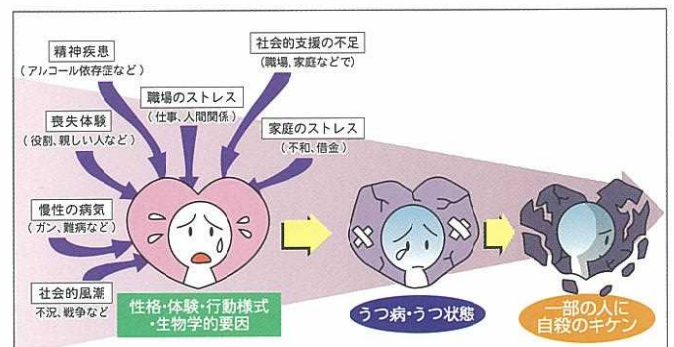 精神疾患
(アルコール依存症など)
社会的支援の不足
(職場、家庭などで)
職場のストレス
(仕事、人間関係)
喪失体験
(役割、親しい人など)
家庭のストレス
(不和、借金)
慢性の病気
(ガン、難病など)
社会的風潮
不況、戦争など
性格・体験・行動様式
・生物学的要因
うつ病・うつ状態
一部の人に
自殺のキケン